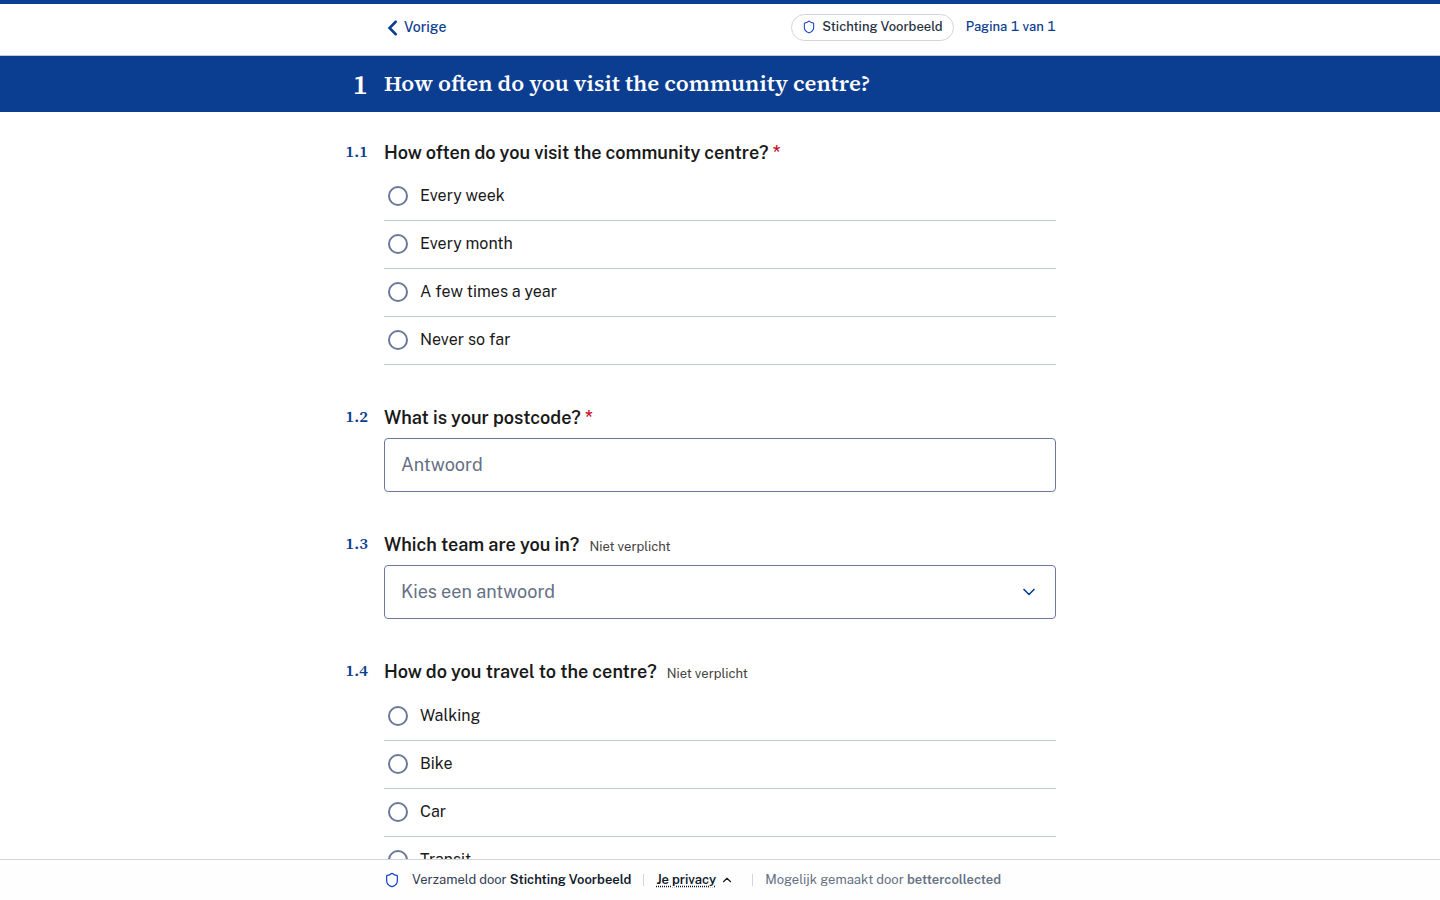 Vorige
Stichting Voorbeeld
Pagina 1 van 1
1 How often do you visit the community centre?
1.1 How often do you visit the community centre? *
Every week
Every month
A few times a year
Never so far
1.2 What is your postcode? *
Antwoord
1.3 Which team are you in? Niet verplicht
Kies een antwoord
1.4 How do you travel to the centre? Niet verplicht
Walking
Bike
Car
Transit
Verzameld door Stichting Voorbeeld
Je privacy
Mogelijk gemaakt door bettercollected